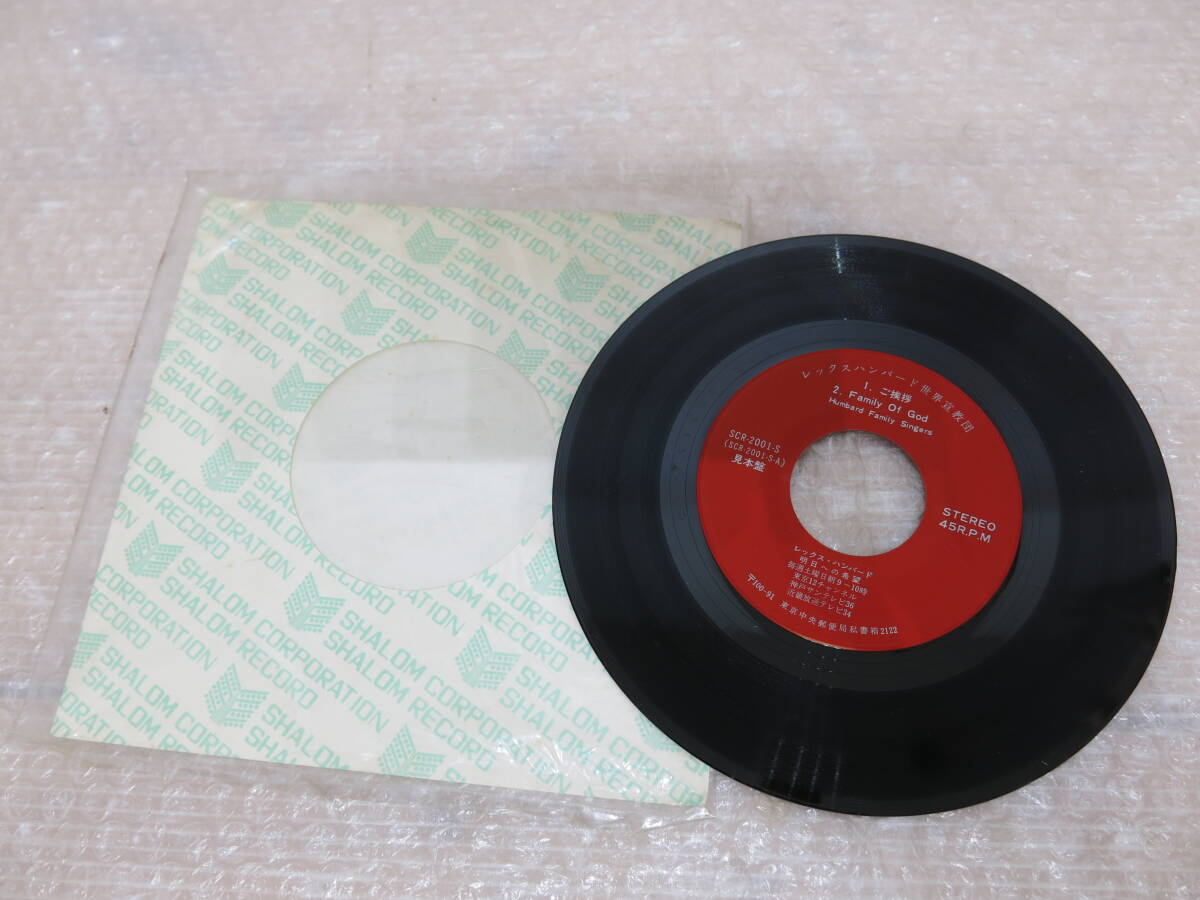 SHALOM CORPORATION
SHALOM RECORD
レックスハンバード世界宣教団
1. ご挨拶
2. Family Of God
Humbard Family Singers
SCR-2001-S
(SCR-2001-S-A)
見本盤
STEREO
45R.P.M
レックス・ハンバード
明日への希望
毎週土曜日朝9~10時
東京12チャンネル
神戸サンテレビ36
近畿放送テレビ34
〒100-91 東京中央郵便局私書箱2122